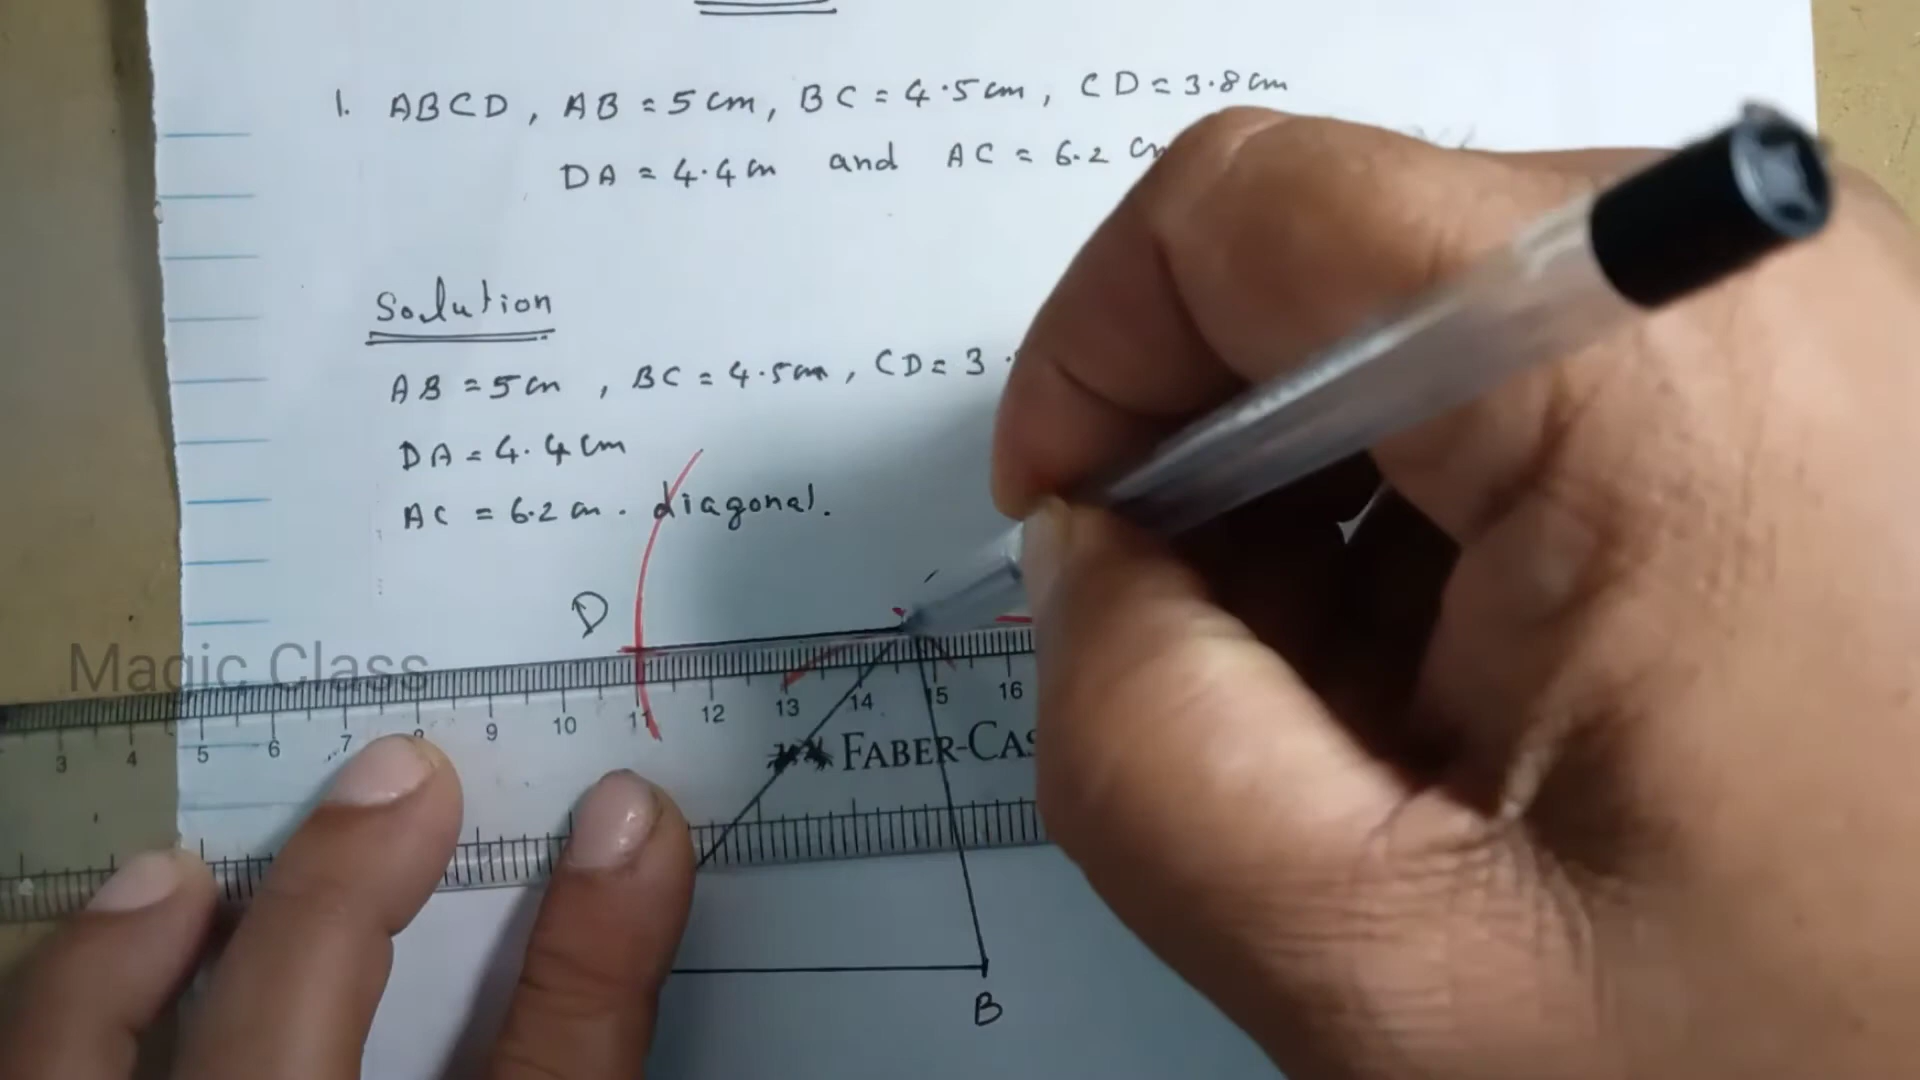 1. ABCD, AB = 5 cm, BC = 4.5 cm, CD = 3.8 cm
DA = 4.4 cm and AC = 6.2 cm
Solution
AB = 5 cm, BC = 4.5 cm, CD = 3.
DA = 4.4 cm
AC = 6.2 cm. diagonal.
D
Magic Class
3 4 5 6 7 8 9 10 11 12 13 14 15 16
FABER-CAS
B